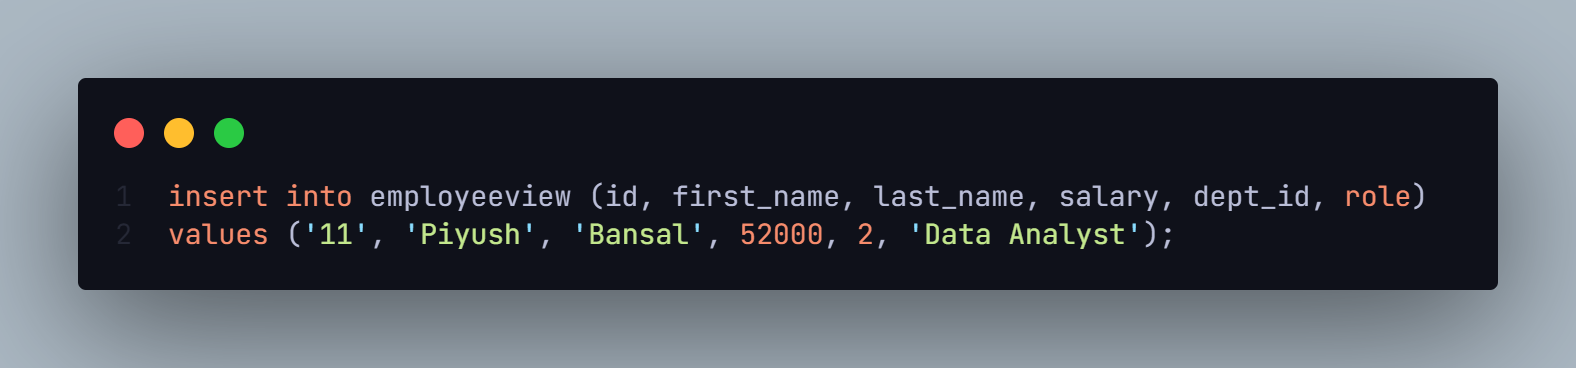 1 insert into employeeview (id, first_name, last_name, salary, dept_id, role)
2 values ('11', 'Piyush', 'Bansal', 52000, 2, 'Data Analyst');